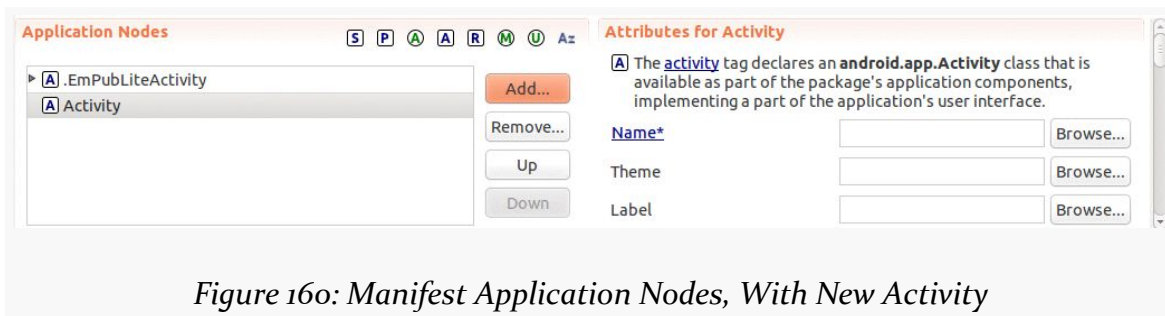 Application Nodes
S P A A R M U Az
.EmPubLiteActivity
A Activity
Add...
Remove...
Up
Down
Attributes for Activity
A The activity tag declares an android.app.Activity class that is
available as part of the package's application components,
implementing a part of the application's user interface.
Name* Browse...
Theme Browse...
Label Browse...
Figure 160: Manifest Application Nodes, With New Activity